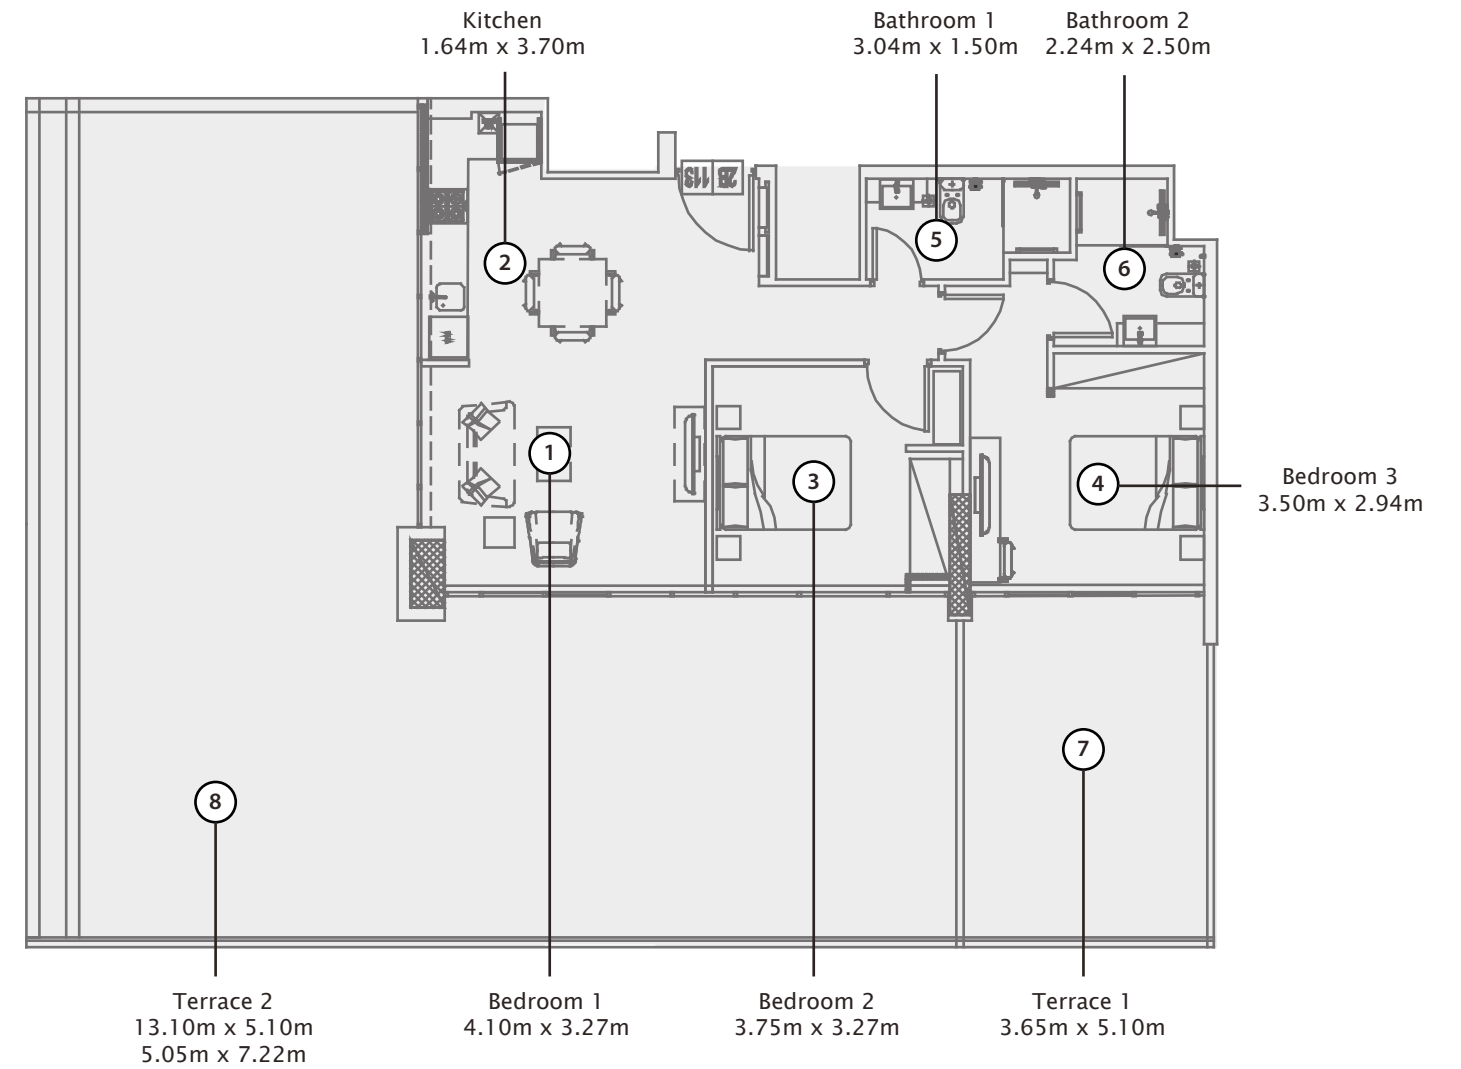 Kitchen
1.64m x 3.70m
Bathroom 1
3.04m x 1.50m
Bathroom 2
2.24m x 2.50m
113
2B
5
2
6
1
3
4
Bedroom 3
3.50m x 2.94m
7
8
Terrace 2
13.10m x 5.10m
5.05m x 7.22m
Bedroom 1
4.10m x 3.27m
Bedroom 2
3.75m x 3.27m
Terrace 1
3.65m x 5.10m